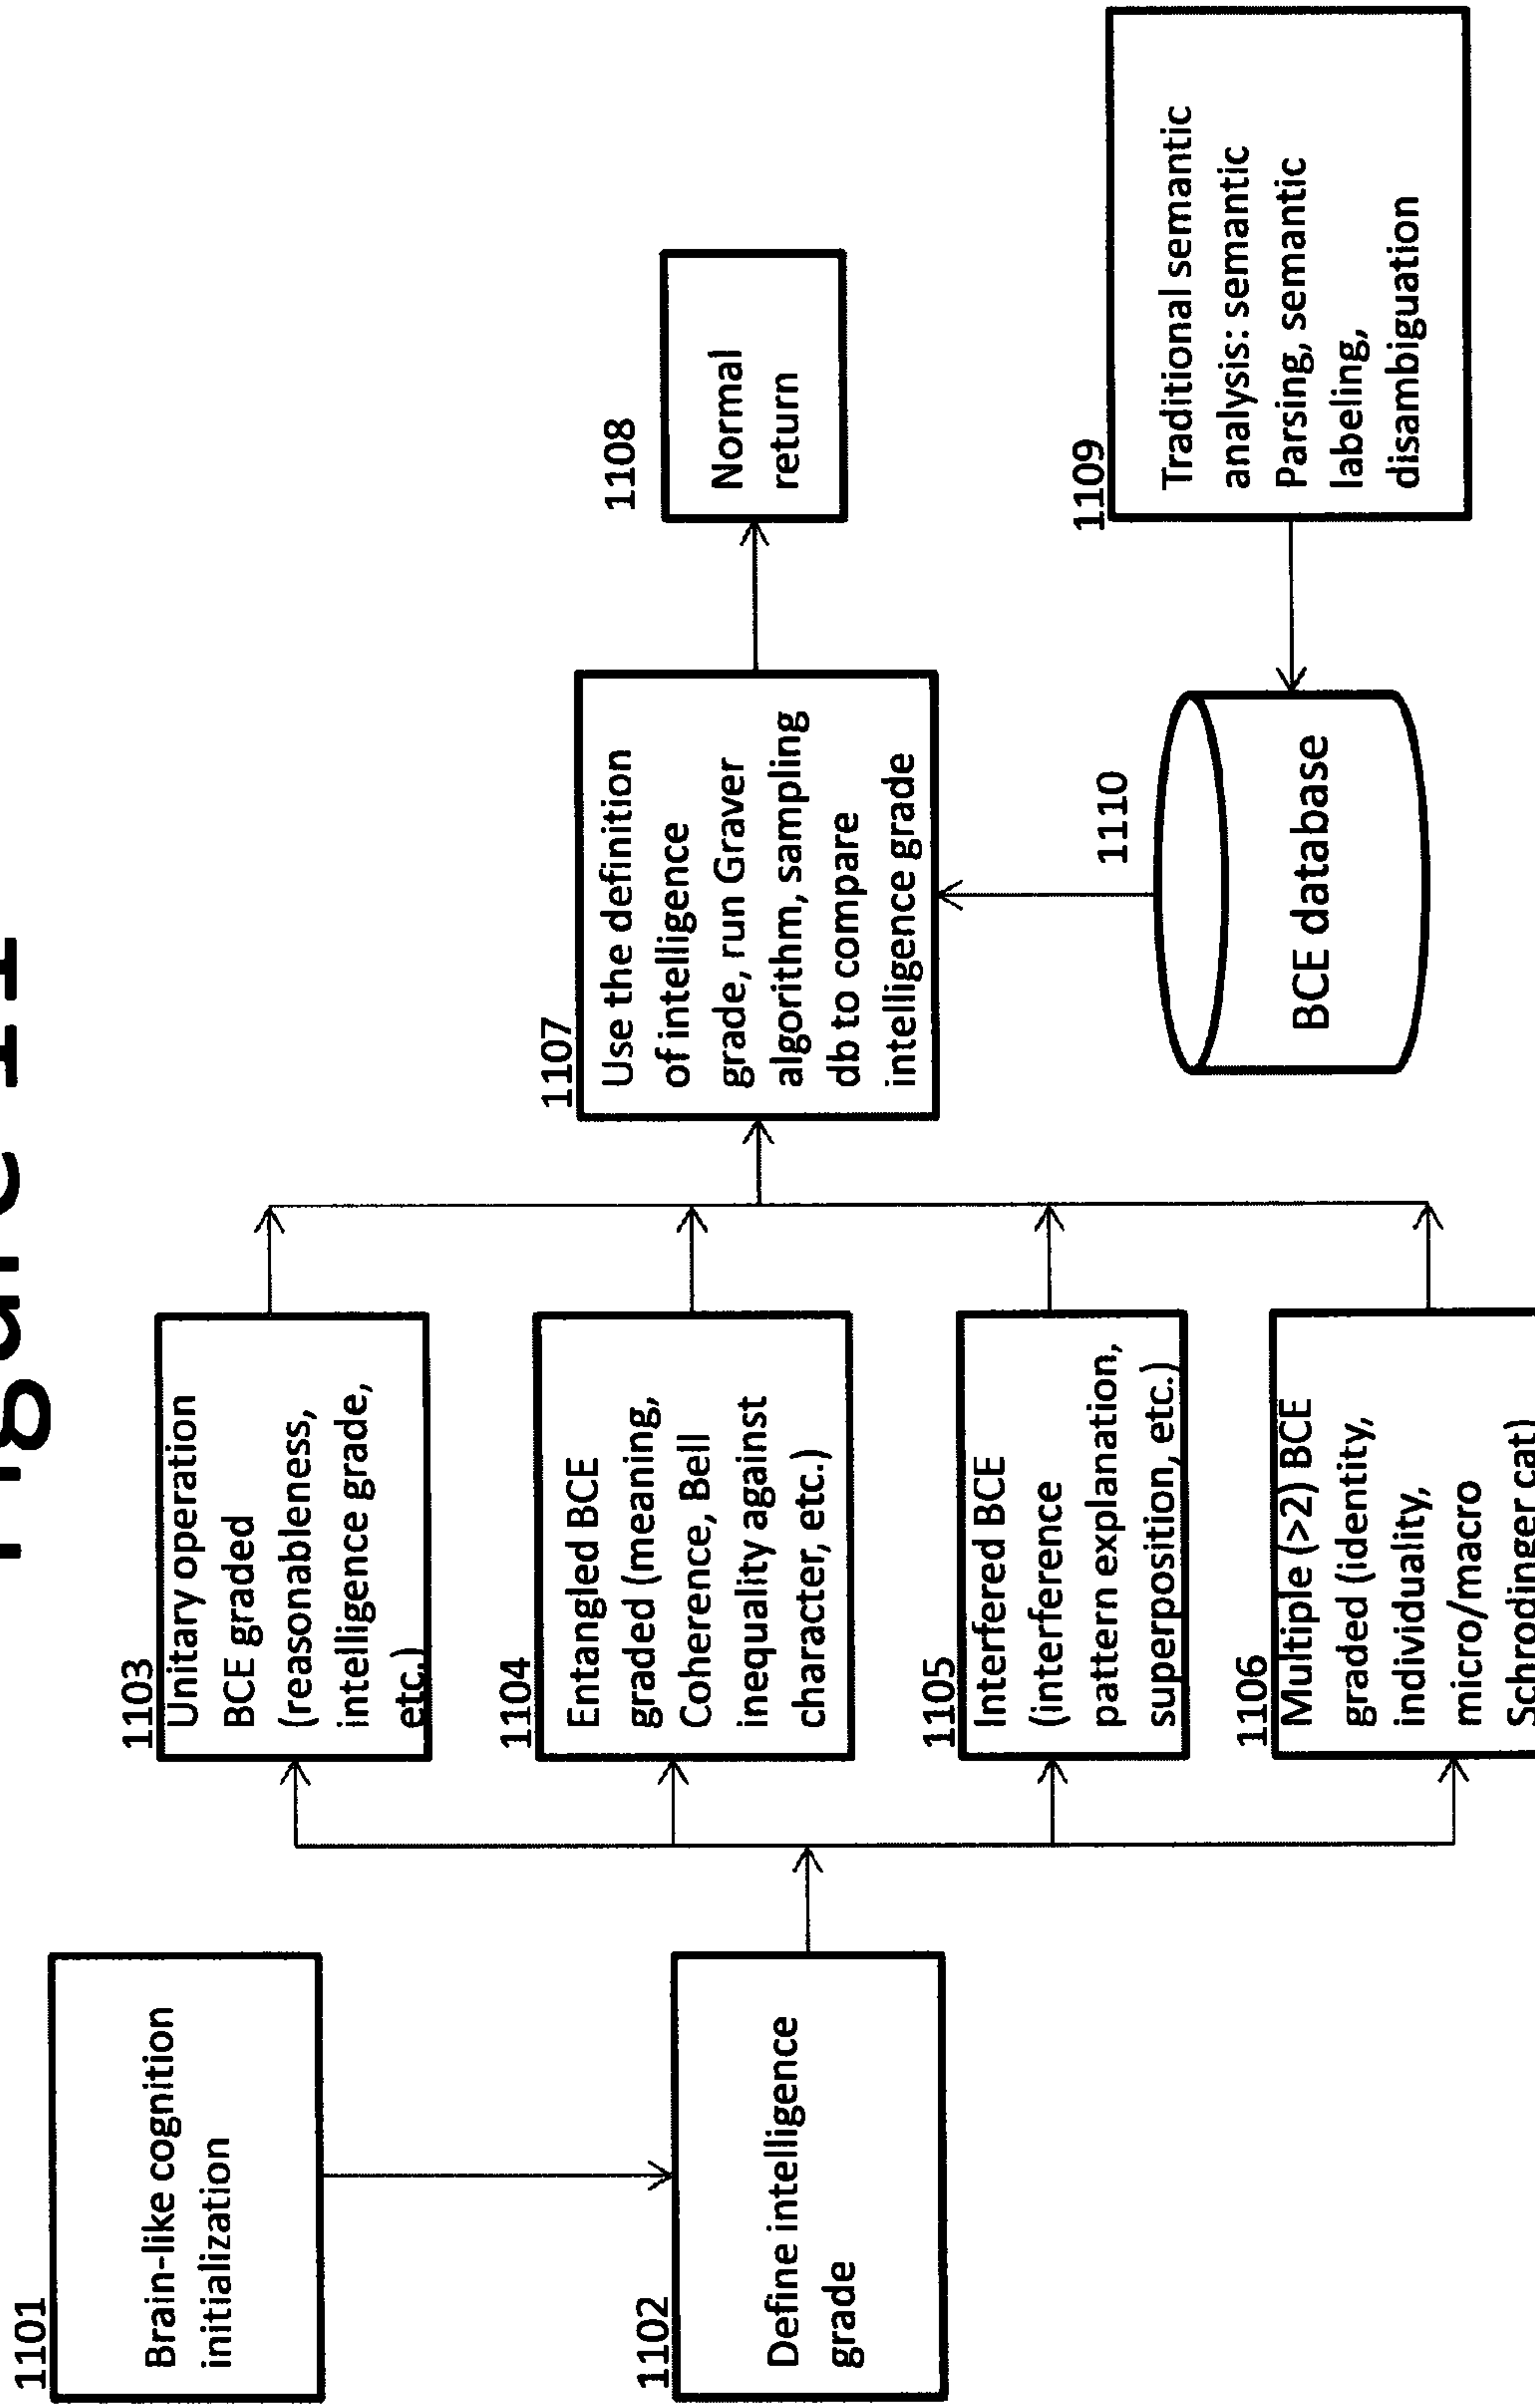 1101
Brain-like cognition
initialization
1102
Define intelligence
grade
1103
Unitary operation
BCE graded
(reasonableness,
intelligence grade,
etc.)
1104
Entangled BCE
graded (meaning,
Coherence, Bell
inequality against
character, etc.)
1105
Interfered BCE
(interference
pattern explanation,
superposition, etc.)
1106
Multiple (>2) BCE
graded (identity,
individuality,
micro/macro
Schrodinger cat)
1107
Use the definition
of intelligence
grade, run Graver
algorithm, sampling
db to compare
intelligence grade
1108
Normal
return
1109
Traditional semantic
analysis: semantic
Parsing, semantic
labeling,
disambiguation
1110
BCE database